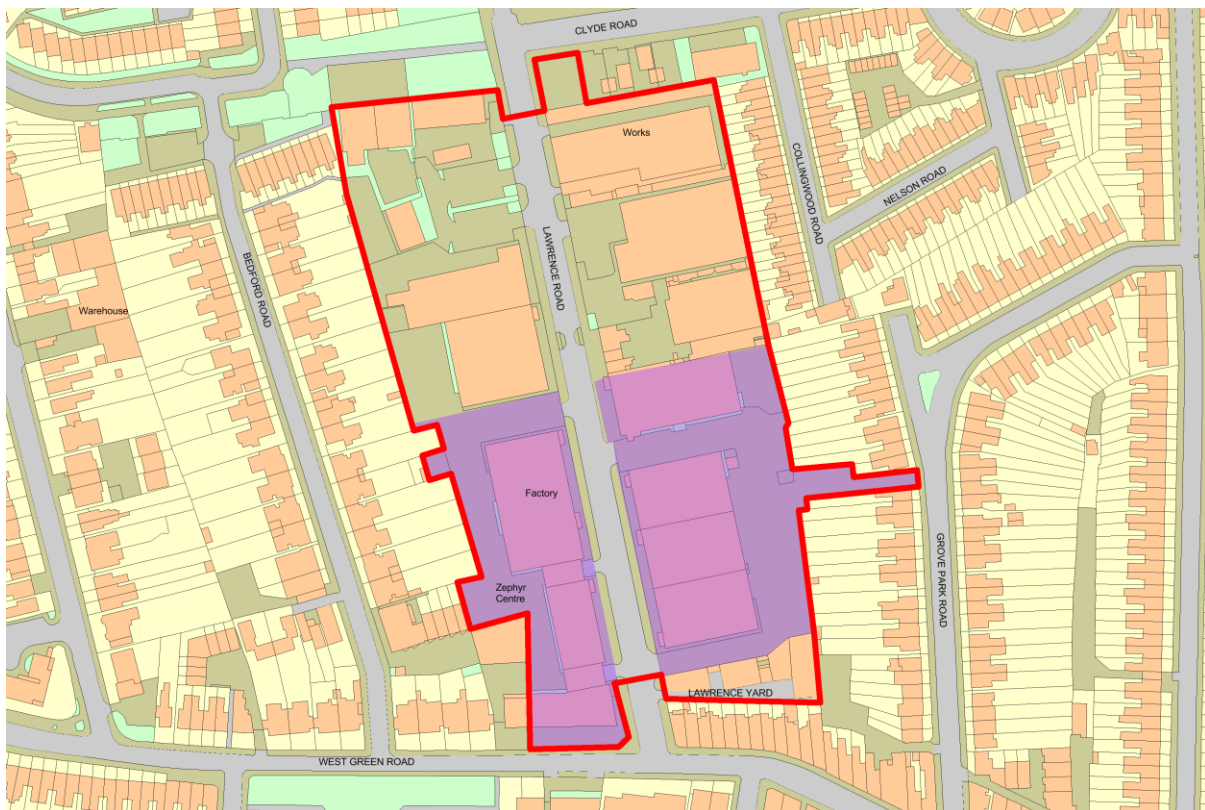 CLYDE ROAD
Works
COLLINGWOOD ROAD
NELSON ROAD
LAWRENCE ROAD
BEDFORD ROAD
Warehouse
Factory
Zephyr
Centre
GROVE PARK ROAD
LAWRENCE YARD
WEST GREEN ROAD